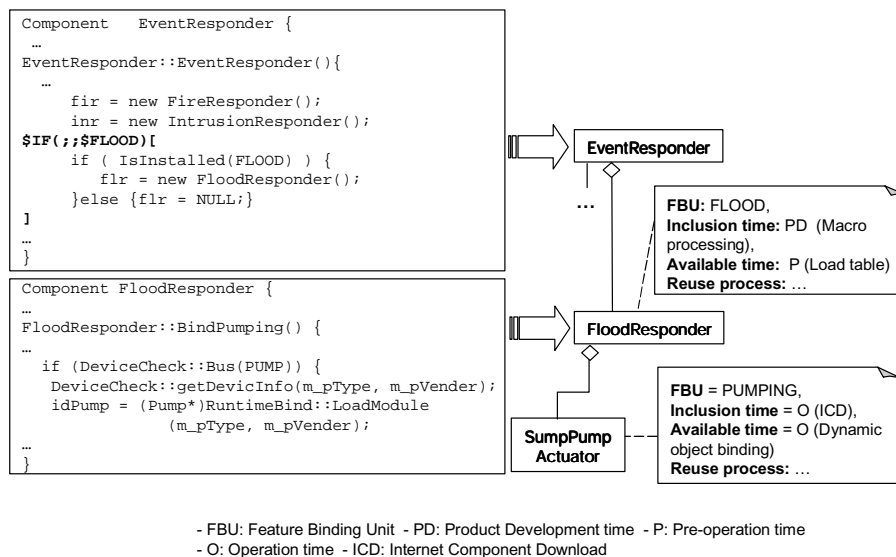 Component   EventResponder {
…
EventResponder::EventResponder(){
…
fir = new FireResponder();
inr = new IntrusionResponder();
$IF(;;$FLOOD)[
if ( IsInstalled(FLOOD) ) {
flr = new FloodResponder();
}else {flr = NULL;}
]
…
}
Component FloodResponder {
…
FloodResponder::BindPumping() {
…
if (DeviceCheck::Bus(PUMP)) {
DeviceCheck::getDevicInfo(m_pType, m_pVender);
idPump = (Pump*)RuntimeBind::LoadModule
(m_pType, m_pVender);
…
}
EventResponder
…
FBU: FLOOD,
Inclusion time: PD (Macro
processing),
Available time: P (Load table)
Reuse process: …
FloodResponder
SumpPump
Actuator
FBU = PUMPING,
Inclusion time = O (ICD),
Available time = O (Dynamic
object binding)
Reuse process: …
- FBU: Feature Binding Unit - PD: Product Development time - P: Pre-operation time
- O: Operation time - ICD: Internet Component Download